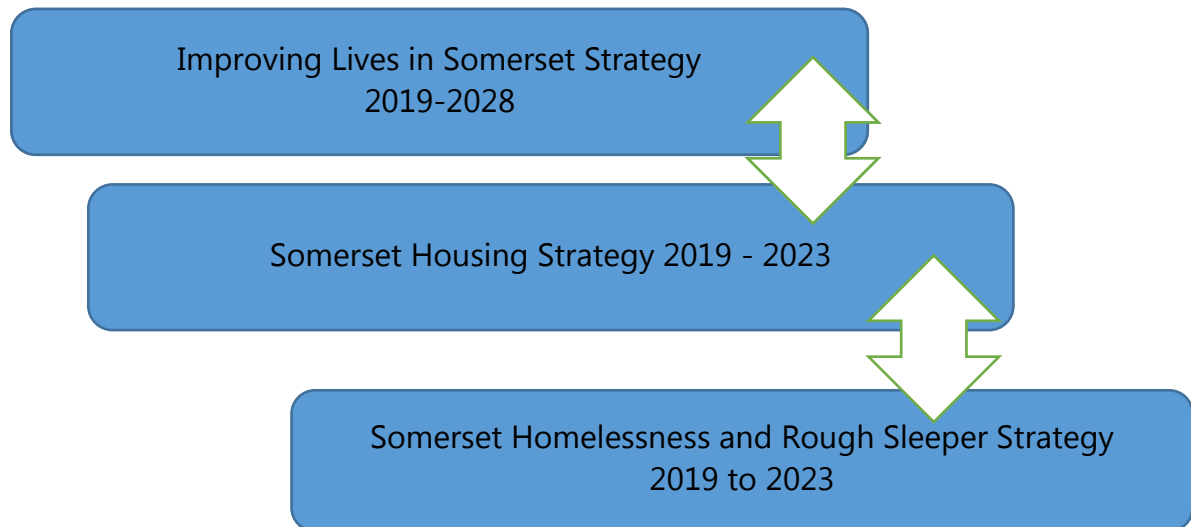 Improving Lives in Somerset Strategy
2019-2028
Somerset Housing Strategy 2019 - 2023
Somerset Homelessness and Rough Sleeper Strategy
2019 to 2023